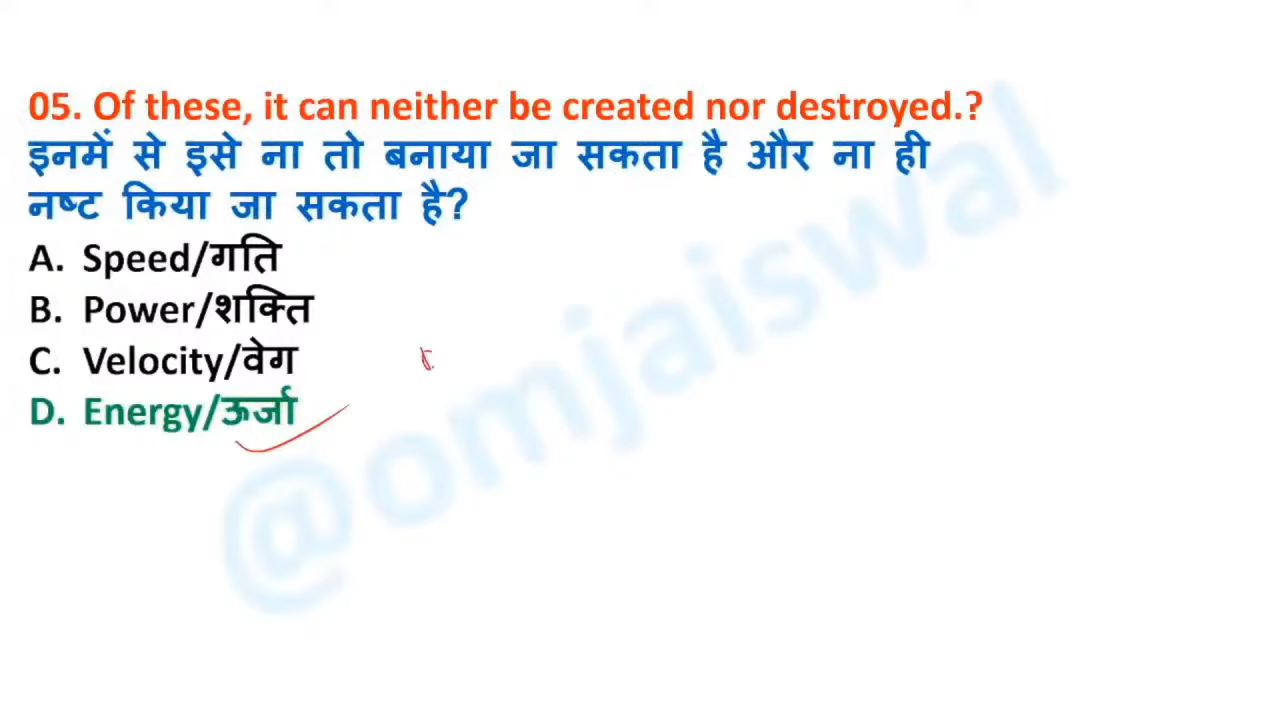 05. Of these, it can neither be created nor destroyed.?
इनमें से इसे ना तो बनाया जा सकता है और ना ही
नष्ट किया जा सकता है?
A. Speed/गति
B. Power/शक्ति
C. Velocity/वेग
D. Energy/ऊर्जा
@omjaiswal